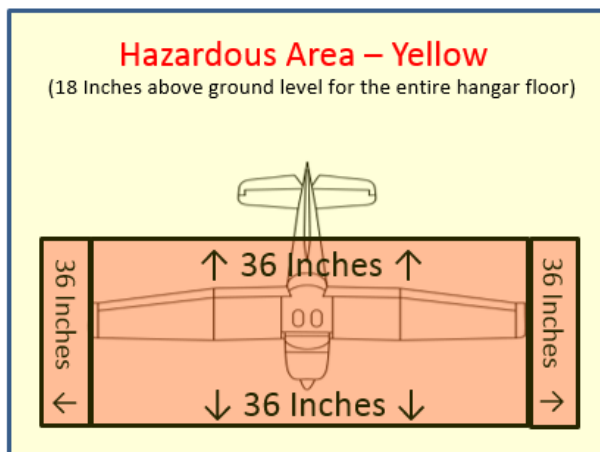 Hazardous Area – Yellow
(18 Inches above ground level for the entire hangar floor)
↑ 36 Inches ↑
36 Inches
←
36 Inches
→
↓ 36 Inches ↓